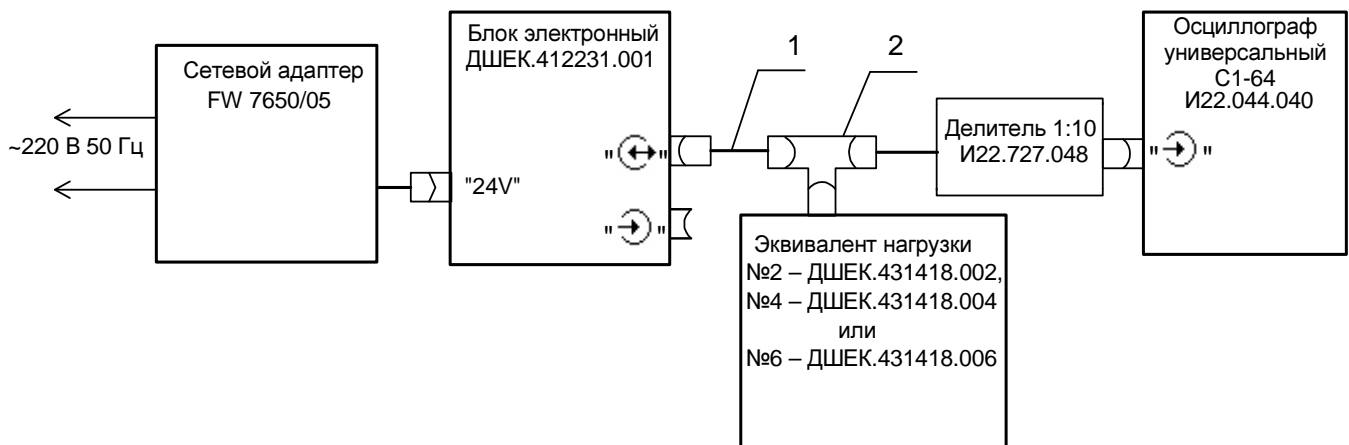 ~220 В 50 Гц
Сетевой адаптер
FW 7650/05
Блок электронный
ДШЕК.412231.001
"24V"
" "
" "
1
2
Эквивалент нагрузки
№2 – ДШЕК.431418.002,
№4 – ДШЕК.431418.004
или
№6 – ДШЕК.431418.006
Делитель 1:10
И22.727.048
Осциллограф
универсальный
С1-64
И22.044.040
" "